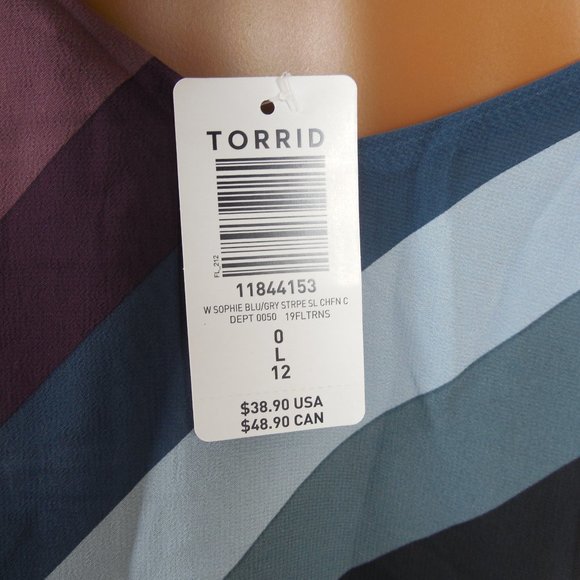 TORRID
FL_212
11844153
W SOPHIE BLU/GRY STRPE SL CHFN C
DEPT 0050 19FLTRNS
0
L
12
$38.90 USA
$48.90 CAN